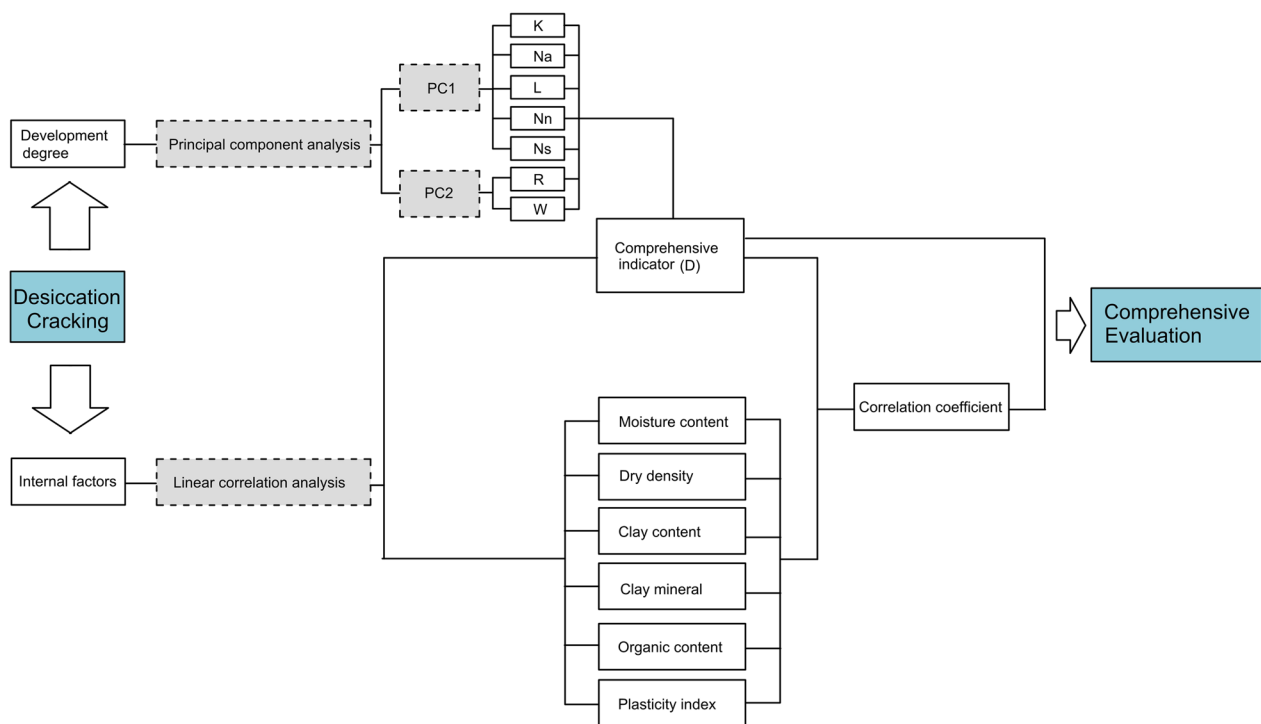 K
Na
L
Nn
Ns
R
W
PC1
PC2
Development
degree
Principal component analysis
Comprehensive
indicator (D)
Desiccation
Cracking
Comprehensive
Evaluation
Correlation coefficient
Internal factors
Linear correlation analysis
Moisture content
Dry density
Clay content
Clay mineral
Organic content
Plasticity index